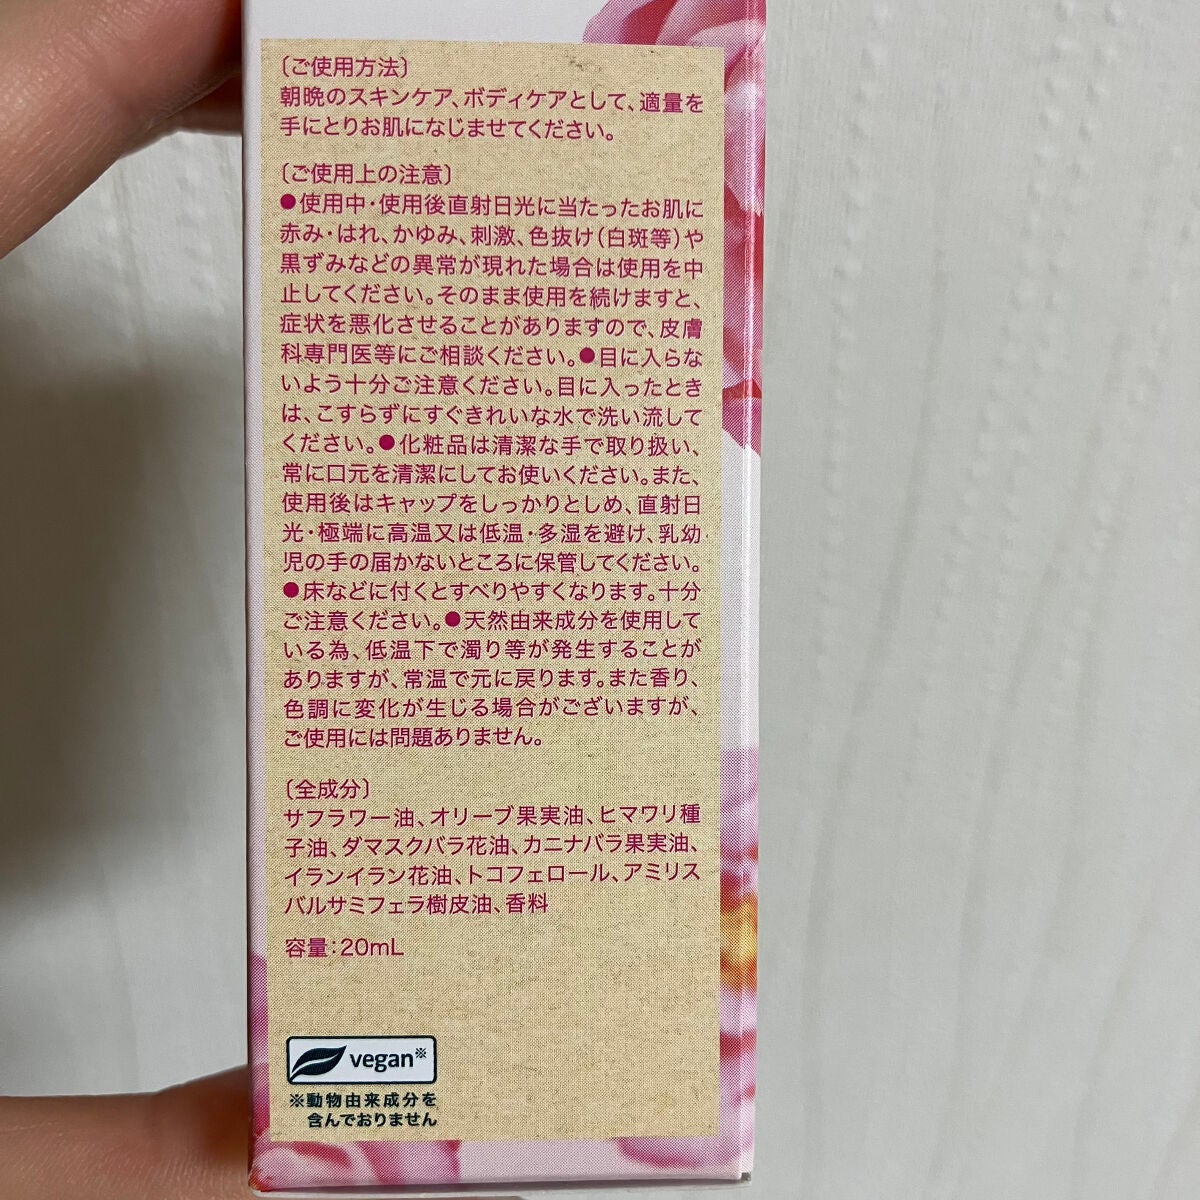 〔ご使用方法〕
朝晩のスキンケア、ボディケアとして、適量を
手にとりお肌になじませてください。
〔ご使用上の注意〕
●使用中・使用後直射日光に当たったお肌に
赤み・はれ、かゆみ、刺激、色抜け（白斑等）や
黒ずみなどの異常が現れた場合は使用を中
止してください。そのまま使用を続けますと、
症状を悪化させることがありますので、皮膚
科専門医等にご相談ください。●目に入らな
いよう十分ご注意ください。目に入ったとき
は、こすらずにすぐきれいな水で洗い流して
ください。●化粧品は清潔な手で取り扱い、
常に口元を清潔にしてお使いください。また、
使用後はキャップをしっかりとしめ、直射日
光・極端に高温又は低温・多湿を避け、乳幼
児の手の届かないところに保管してください。
●床などに付くとすべりやすくなります。十分
ご注意ください。●天然由来成分を使用して
いる為、低温下で濁り等が発生することが
ありますが、常温で元に戻ります。また香り、
色調に変化が生じる場合がございますが、
ご使用には問題ありません。
〔全成分〕
サフラワー油、オリーブ果実油、ヒマワリ種
子油、ダマスクバラ花油、カニナバラ果実油、
イランイラン花油、トコフェロール、アミリス
バルサミフェラ樹皮油、香料
容量：20mL
vegan※
※動物由来成分を
含んでおりません